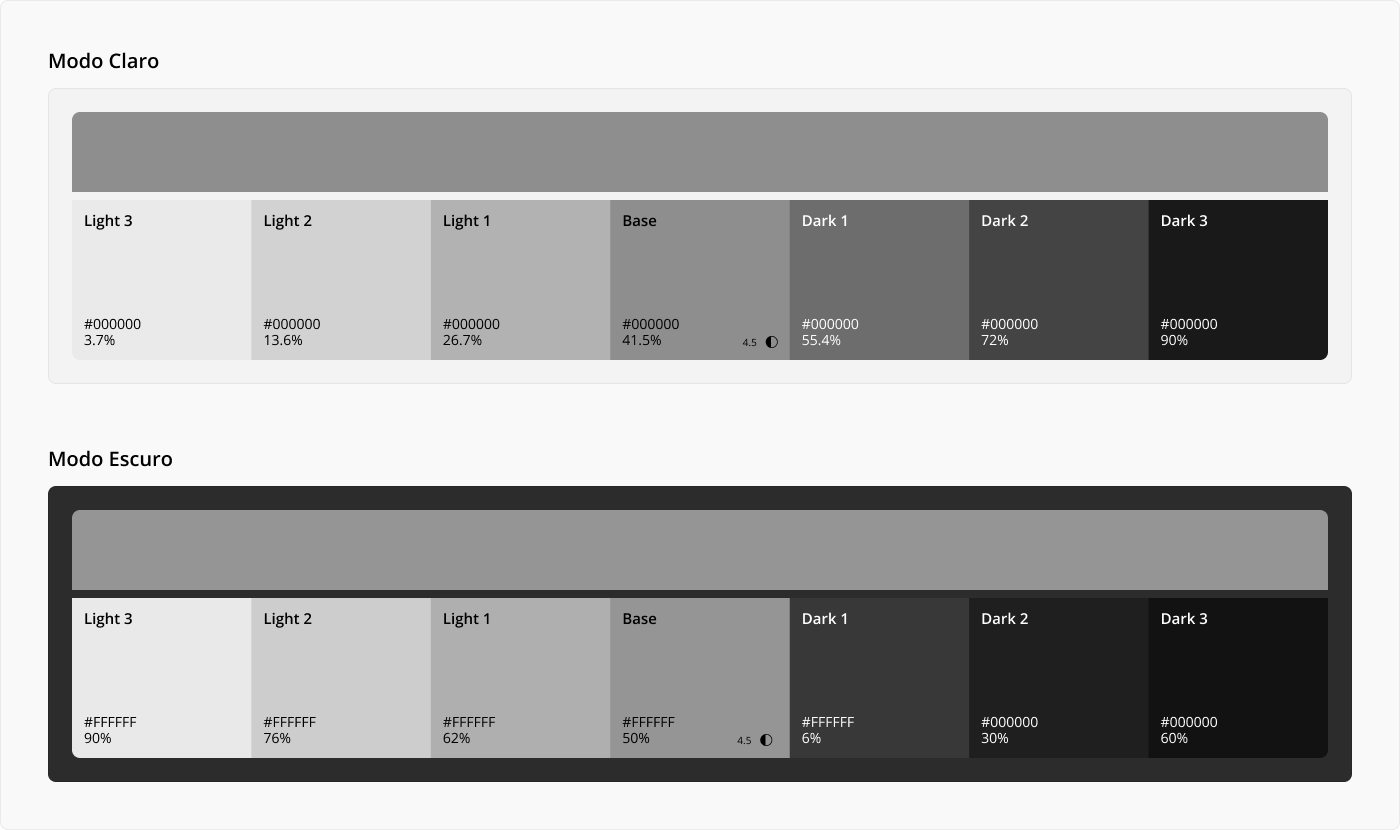 Modo Claro
Light 3
Light 2
Light 1
Base
Dark 1
Dark 2
Dark 3
#000000
3.7%
#000000
13.6%
#000000
26.7%
#000000
41.5%
4.5
#000000
55.4%
#000000
72%
#000000
90%
Modo Escuro
Light 3
Light 2
Light 1
Base
Dark 1
Dark 2
Dark 3
#FFFFFF
90%
#FFFFFF
76%
#FFFFFF
62%
#FFFFFF
50%
4.5
#FFFFFF
6%
#000000
30%
#000000
60%